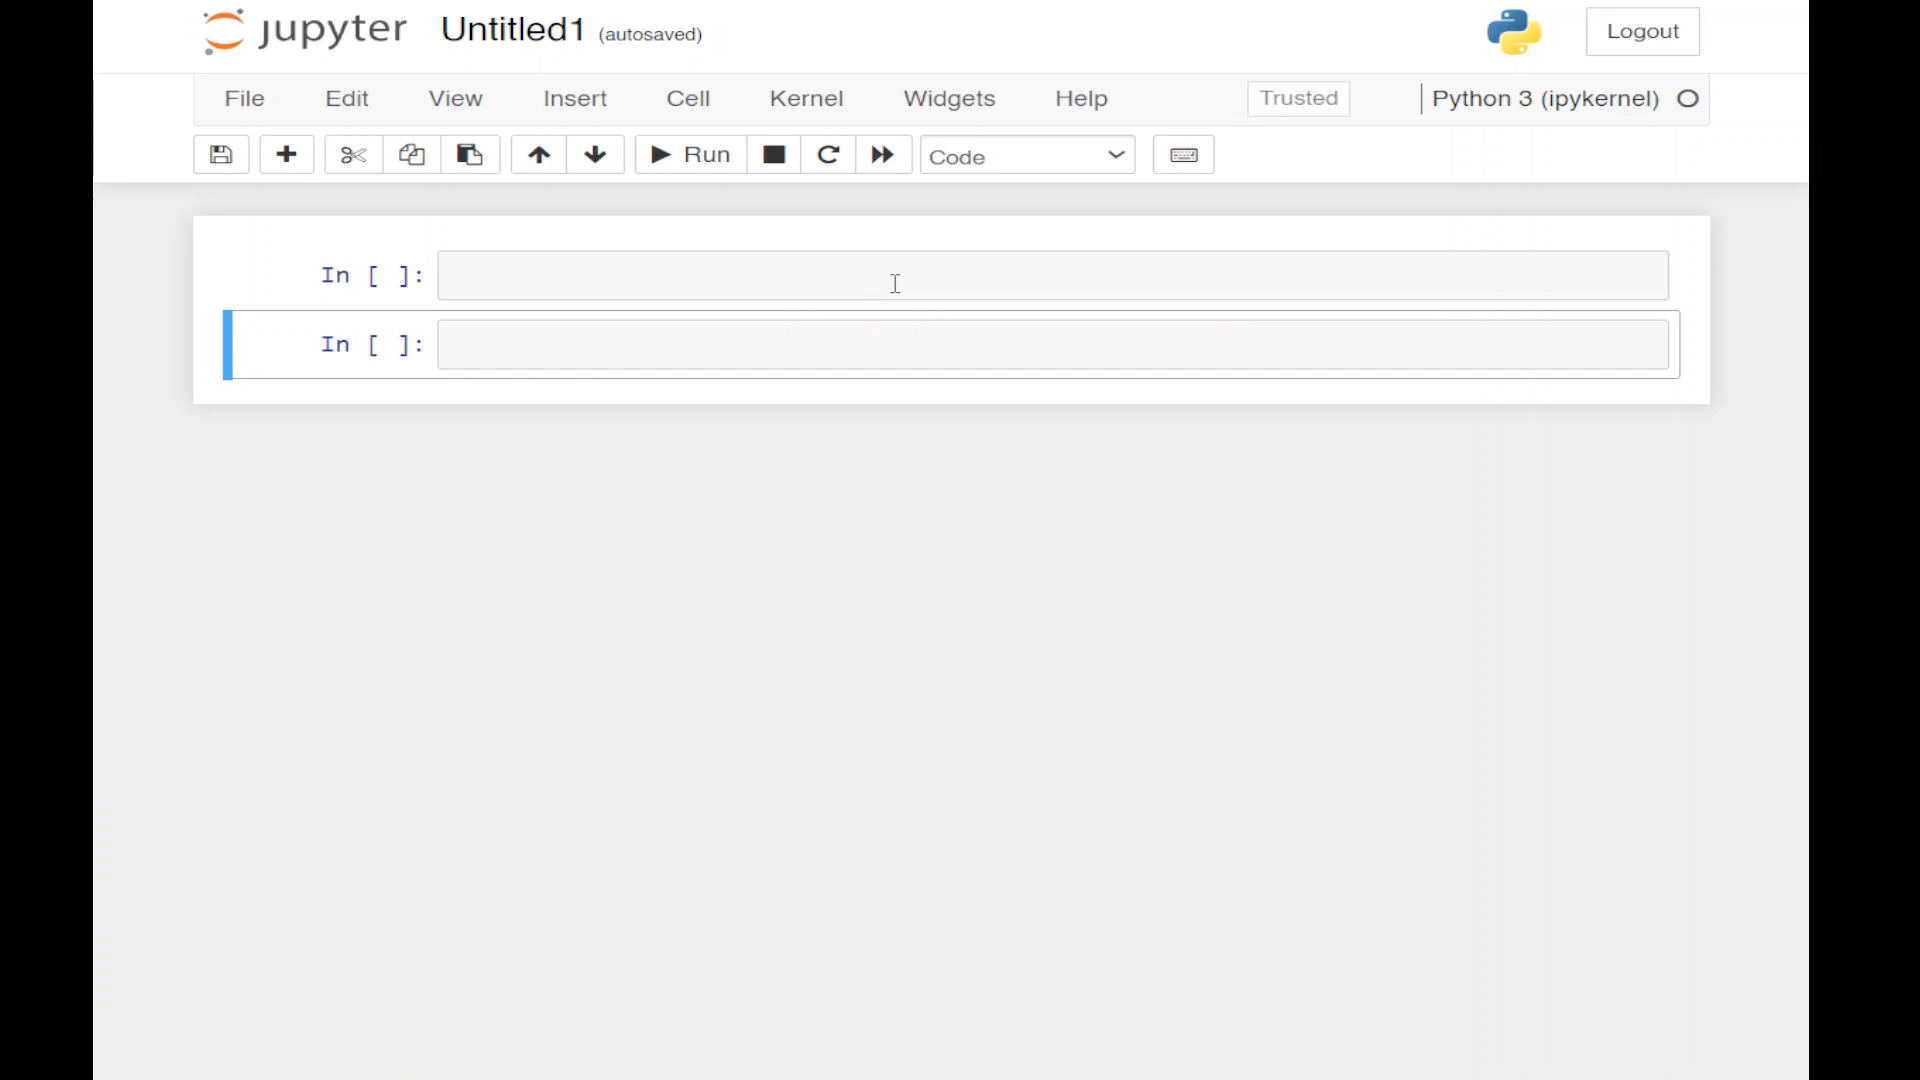 jupyter Untitled1 (autosaved) Logout
File Edit View Insert Cell Kernel Widgets Help Trusted Python 3 (ipykernel)
Run Code
In [ ]:
In [ ]: